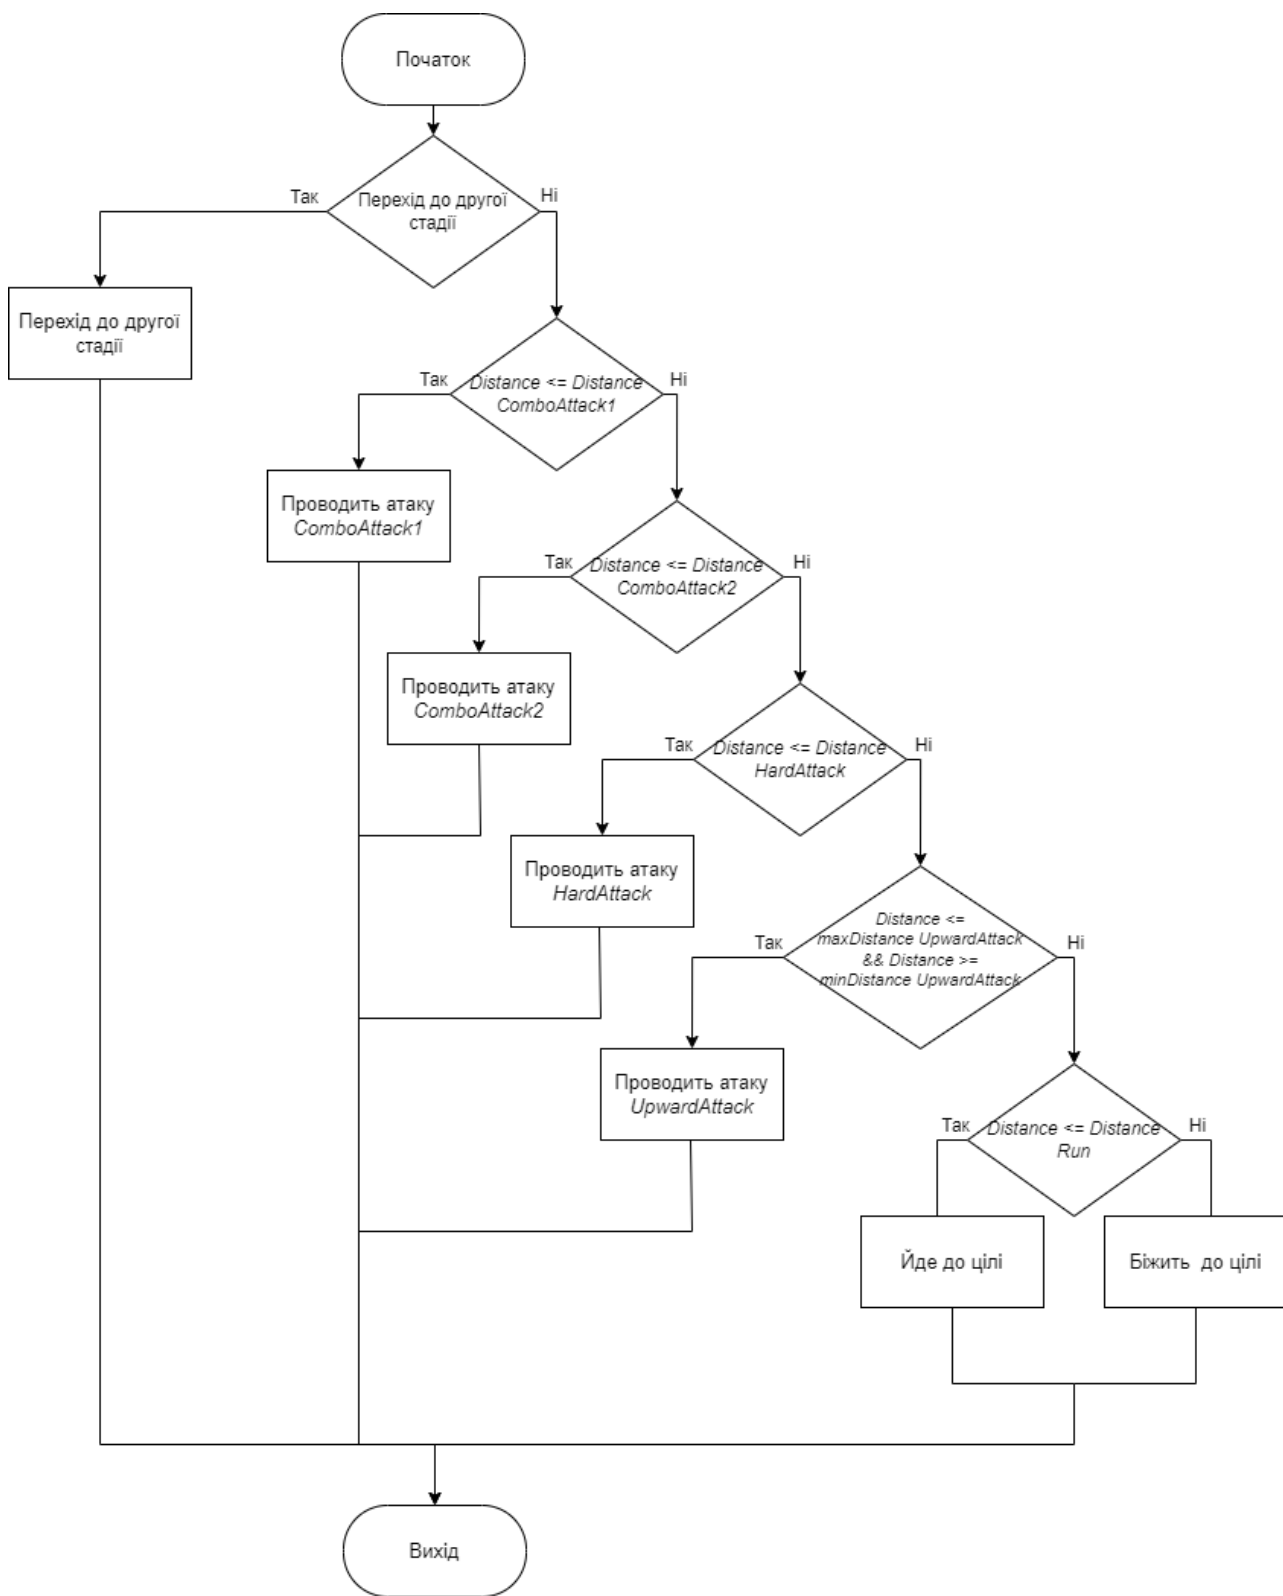 Початок
Перехід до другої
стадії
Так
Ні
Перехід до другої
стадії
Distance <= Distance
ComboAttack1
Так
Ні
Проводить атаку
ComboAttack1
Distance <= Distance
ComboAttack2
Так
Ні
Проводить атаку
ComboAttack2
Distance <= Distance
HardAttack
Так
Ні
Проводить атаку
HardAttack
Distance <=
maxDistance UpwardAttack
&& Distance >=
minDistance UpwardAttack
Так
Ні
Проводить атаку
UpwardAttack
Distance <= Distance
Run
Так
Ні
Йде до цілі
Біжить  до цілі
Вихід